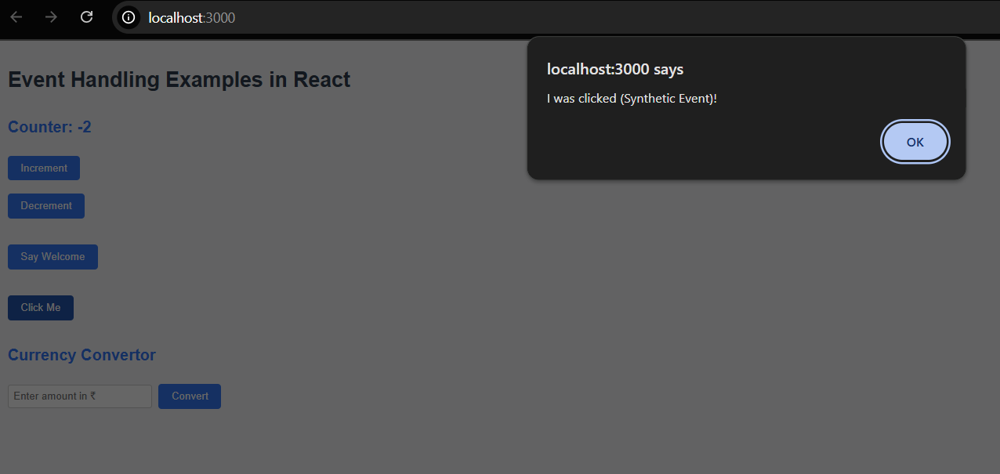 localhost:3000
localhost:3000 says
I was clicked (Synthetic Event)!
OK
Event Handling Examples in React
Counter: -2
Increment
Decrement
Say Welcome
Click Me
Currency Convertor
Enter amount in ₹
Convert